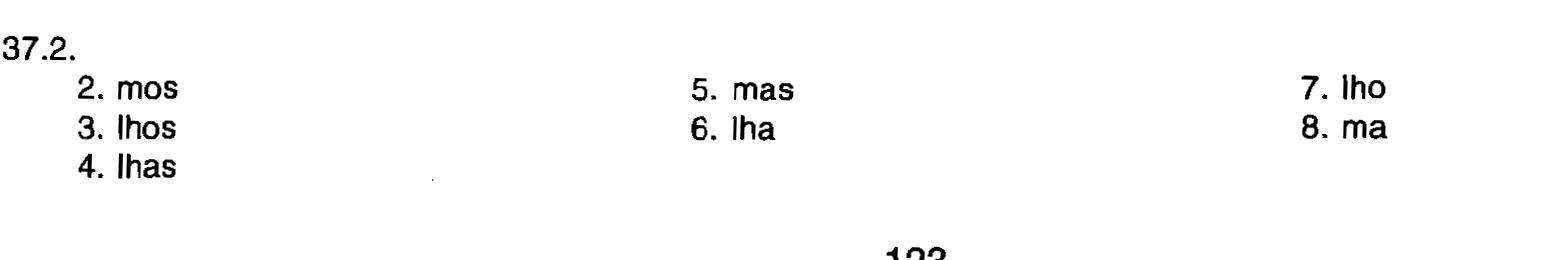 37.2.
2. mos
3. lhos
4. lhas
5. mas
6. lha
7. lho
8. ma